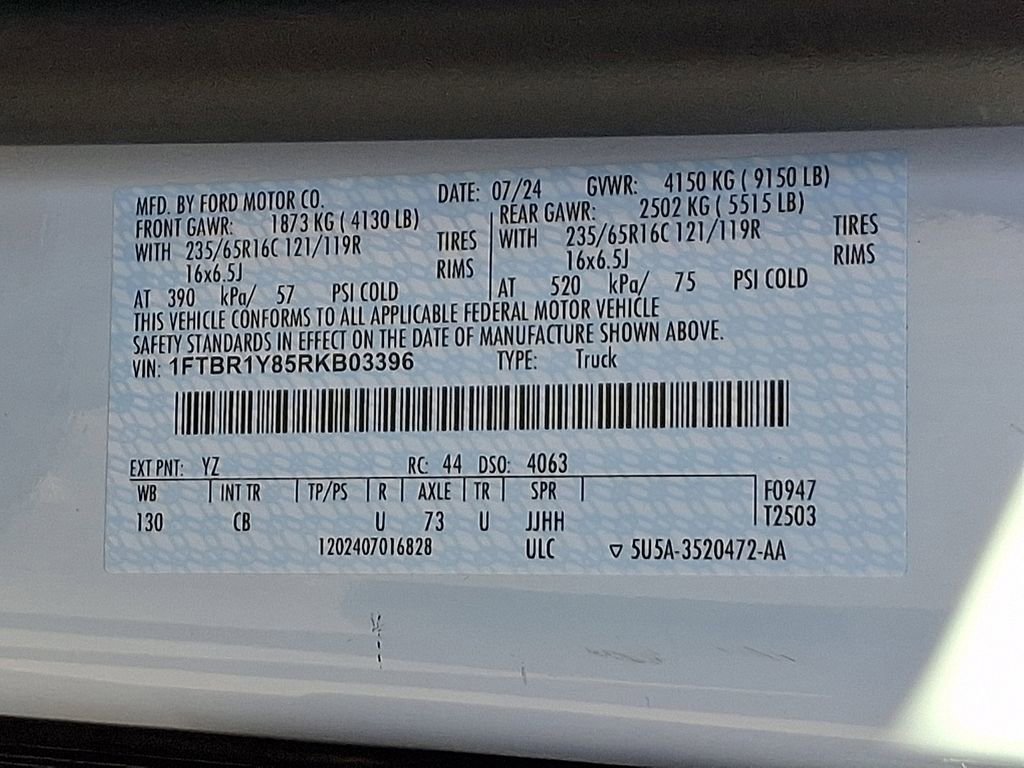 MFD. BY FORD MOTOR CO. DATE: 07/24 GVWR: 4150 KG ( 9150 LB)
FRONT GAWR: 1873 KG ( 4130 LB) REAR GAWR: 2502 KG ( 5515 LB)
WITH 235/65R16C 121/119R TIRES WITH 235/65R16C 121/119R TIRES
16x6.5J RIMS 16x6.5J RIMS
AT 390 kPa/ 57 PSI COLD AT 520 kPa/ 75 PSI COLD
THIS VEHICLE CONFORMS TO ALL APPLICABLE FEDERAL MOTOR VEHICLE
SAFETY STANDARDS IN EFFECT ON THE DATE OF MANUFACTURE SHOWN ABOVE.
VIN: 1FTBR1Y85RKB03396 TYPE: Truck
EXT PNT: YZ RC: 44 DSO: 4063
WB INT TR TP/PS R AXLE TR SPR F0947
130 CB U 73 U JJHH T2503
1202407016828 ULC ▽ 5U5A-3520472-AA